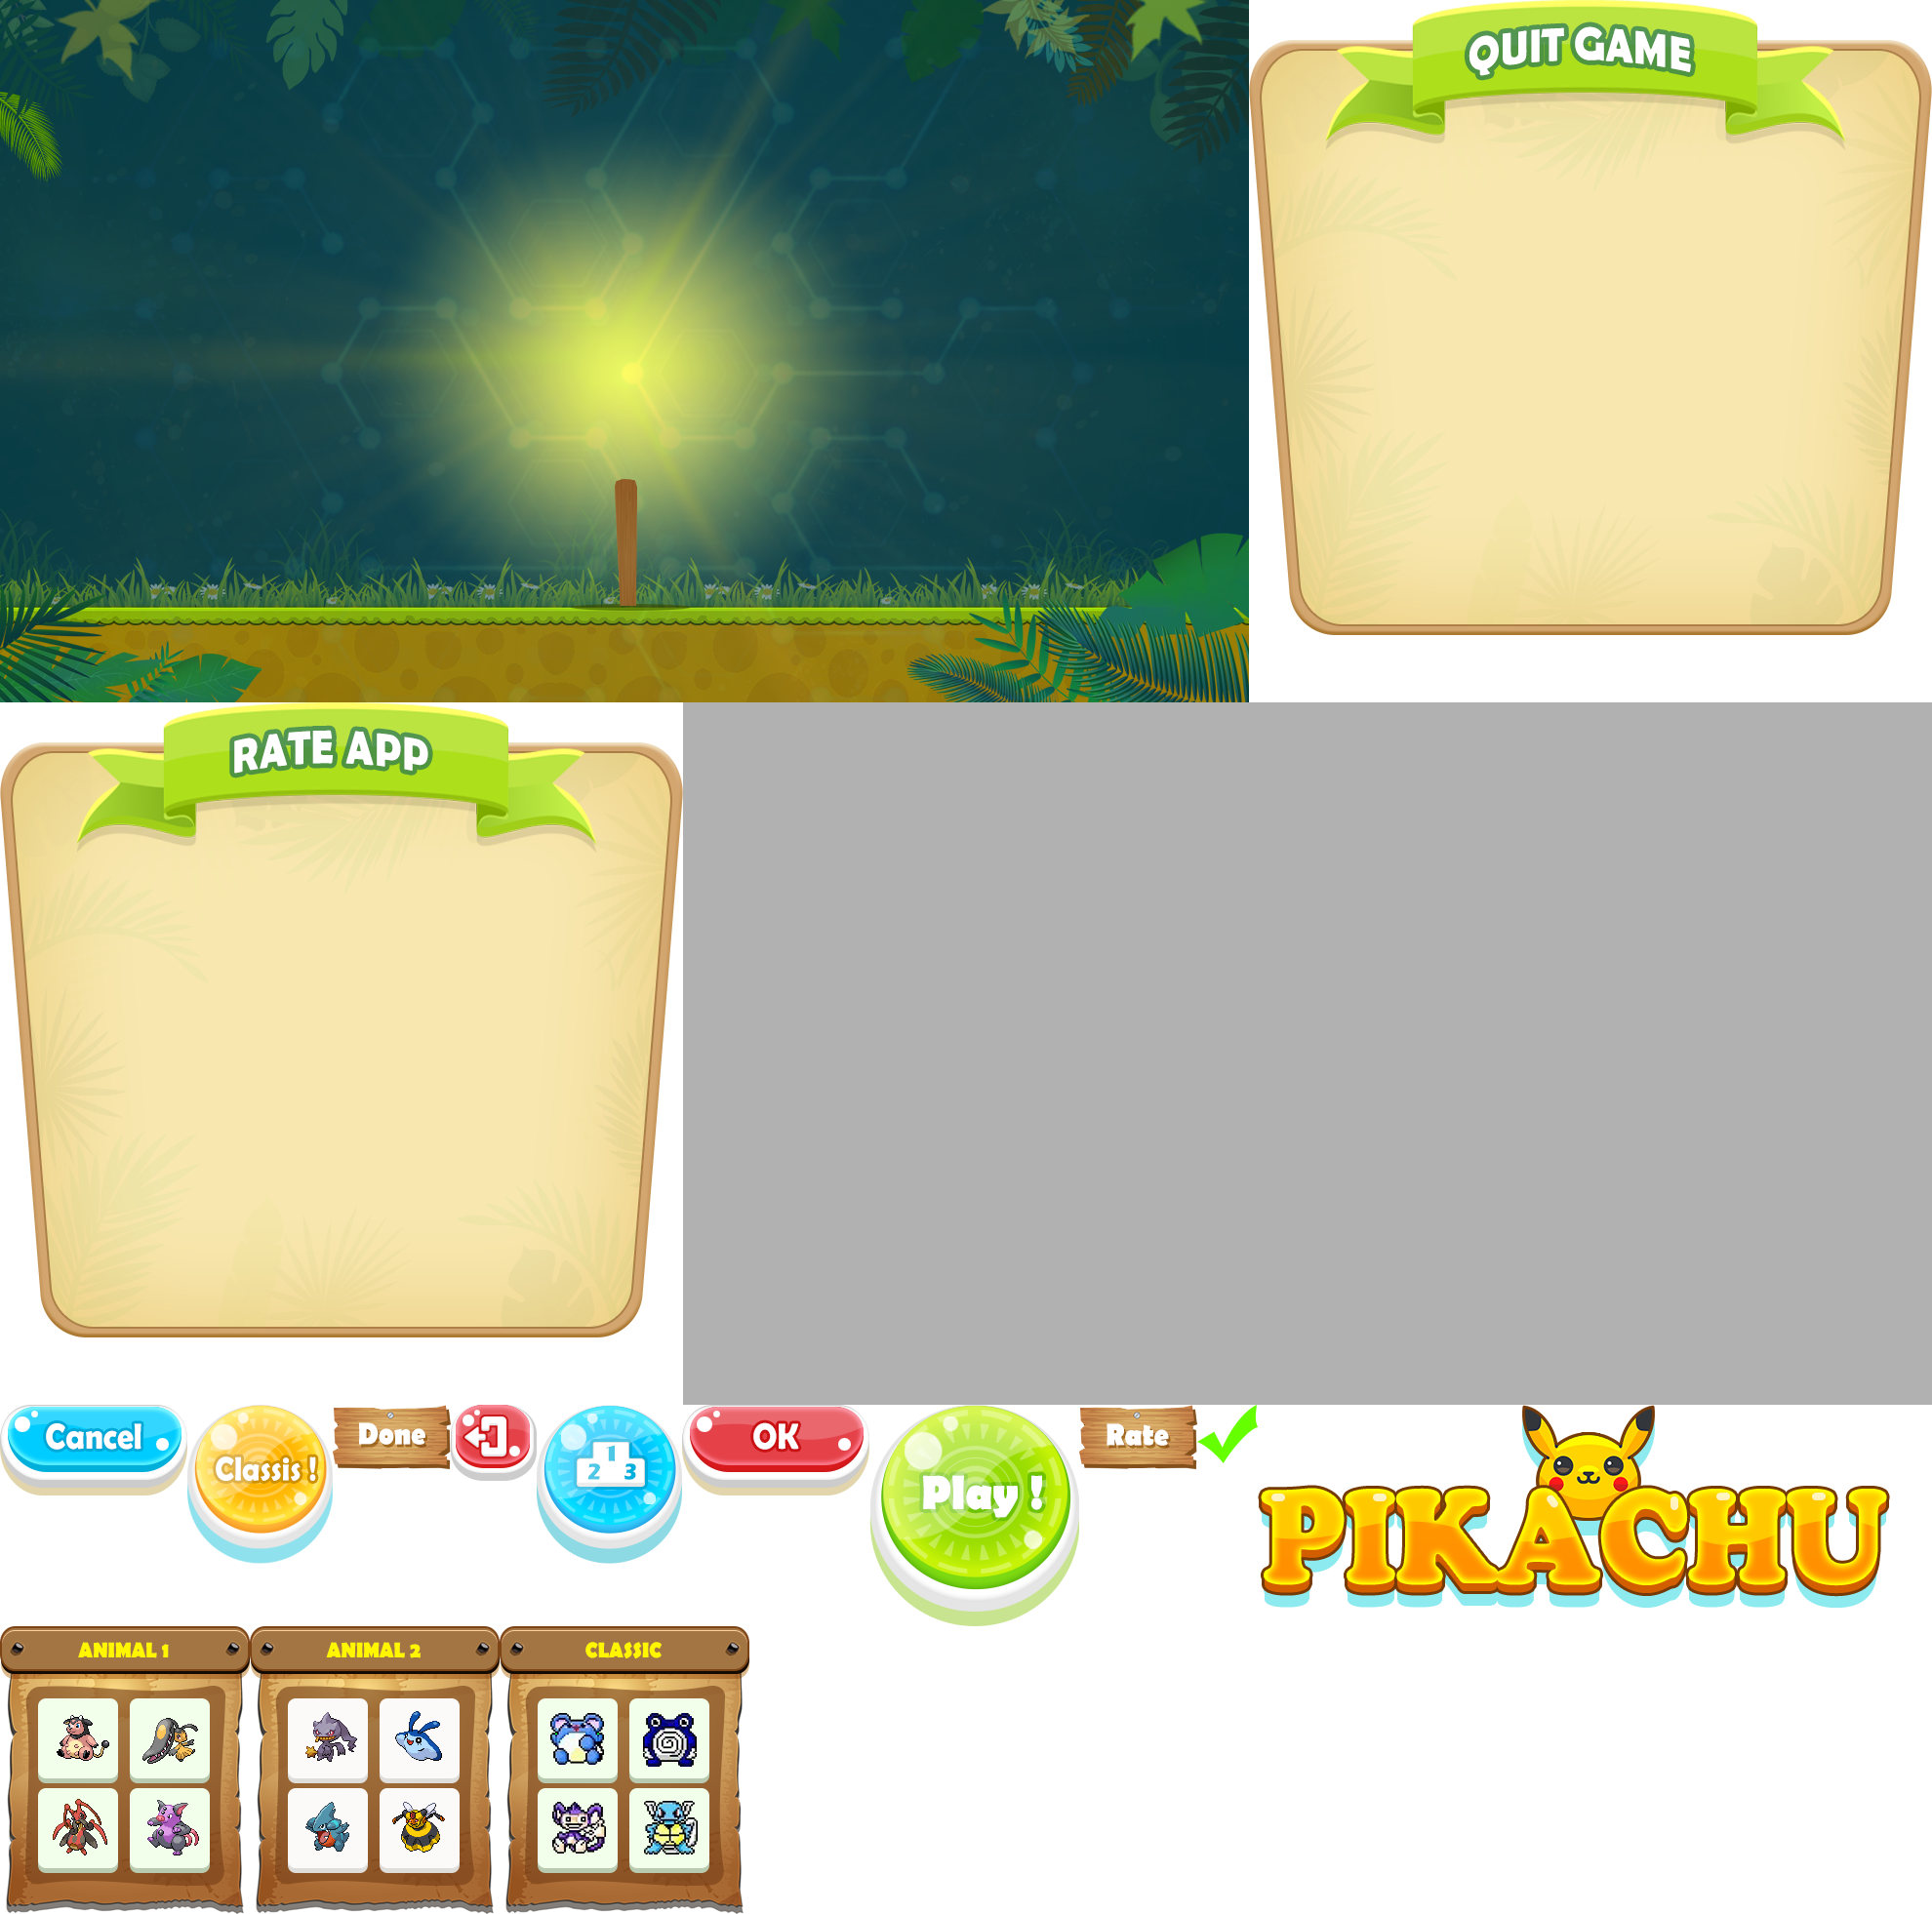 QUIT GAME
RATE APP
Cancel
Classis !
Done
1
2 3
OK
Play !
Rate
PIKACHU
ANIMAL 1
ANIMAL 2
CLASSIC